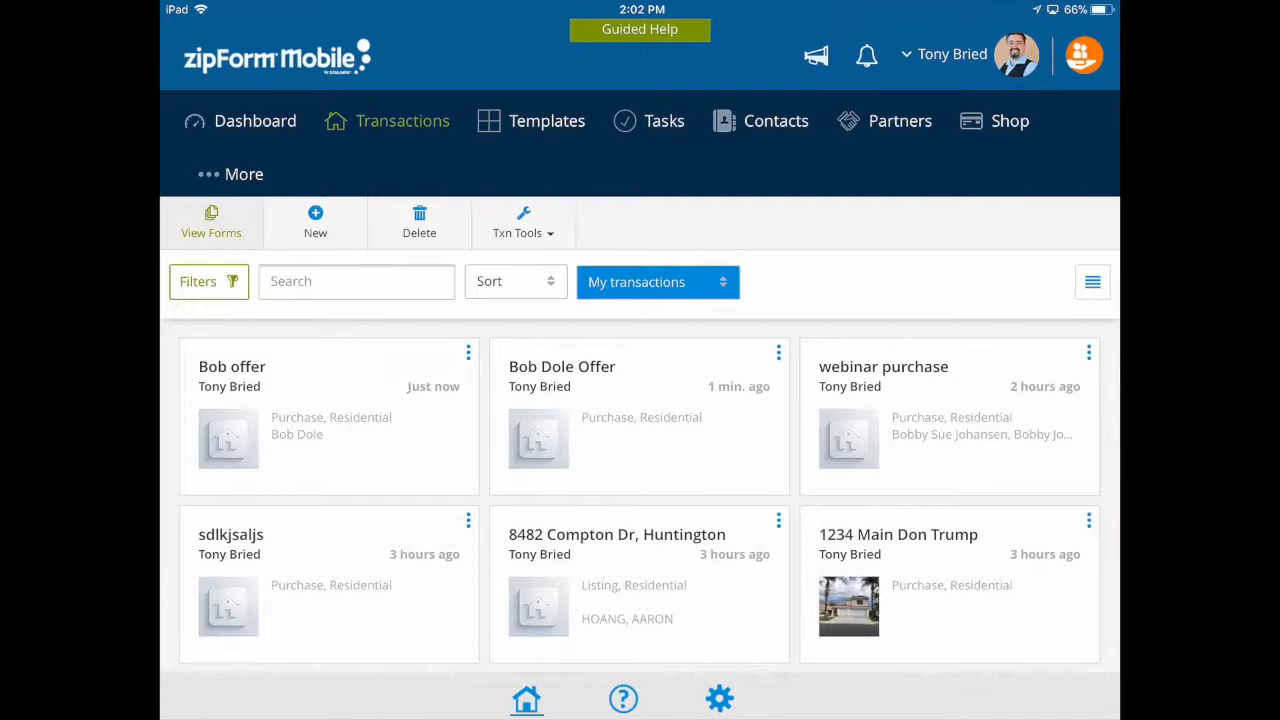 iPad 2:02 PM 66%
Guided Help
zipForm Mobile
Tony Bried
Dashboard Transactions Templates Tasks Contacts Partners Shop
More
View Forms New Delete Txn Tools
Filters Search Sort My transactions
Bob offer
Tony Bried Just now
Purchase, Residential
Bob Dole
Bob Dole Offer
Tony Bried 1 min. ago
Purchase, Residential
webinar purchase
Tony Bried 2 hours ago
Purchase, Residential
Bobby Sue Johansen, Bobby Jo...
sdlkjsaljs
Tony Bried 3 hours ago
Purchase, Residential
8482 Compton Dr, Huntington
Tony Bried 3 hours ago
Listing, Residential
HOANG, AARON
1234 Main Don Trump
Tony Bried 3 hours ago
Purchase, Residential